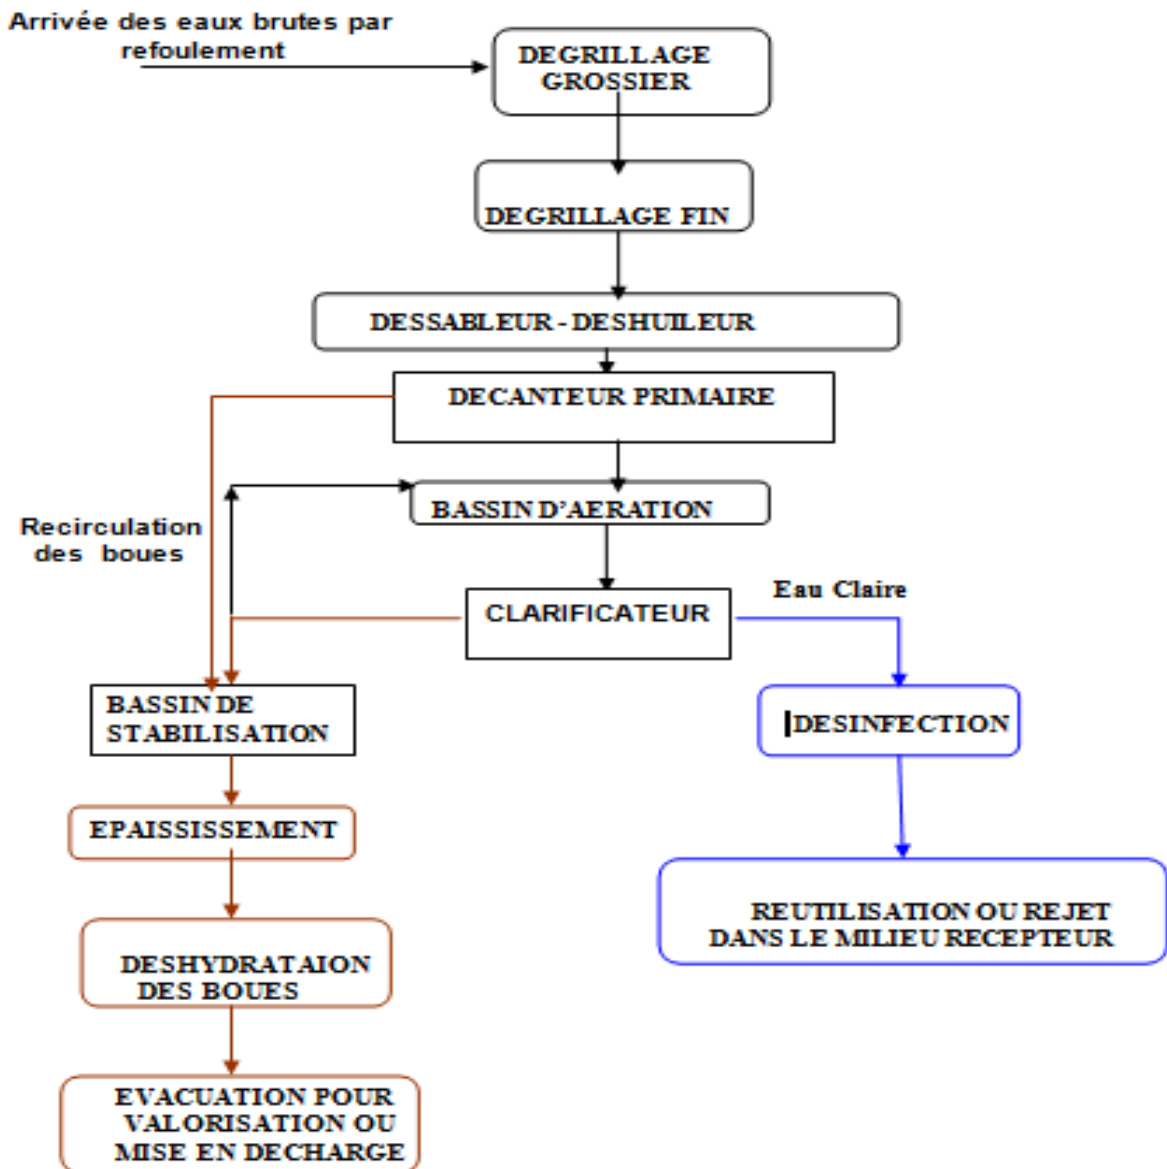 Arrivée des eaux brutes par
refoulement
DEGRILLAGE
GROSSIER
DEGRILLAGE FIN
DESSABLEUR - DESHUILEUR
DECANTEUR PRIMAIRE
BASSIN D'AERATION
Recirculation
des boues
Eau Claire
CLARIFICATEUR
BASSIN DE
STABILISATION
DESINFECTION
EPAISSISSEMENT
REUTILISATION OU REJET
DANS LE MILIEU RECEPTEUR
DESHYDRATAION
DES BOUES
EVACUATION POUR
VALORISATION OU
MISE EN DECHARGE